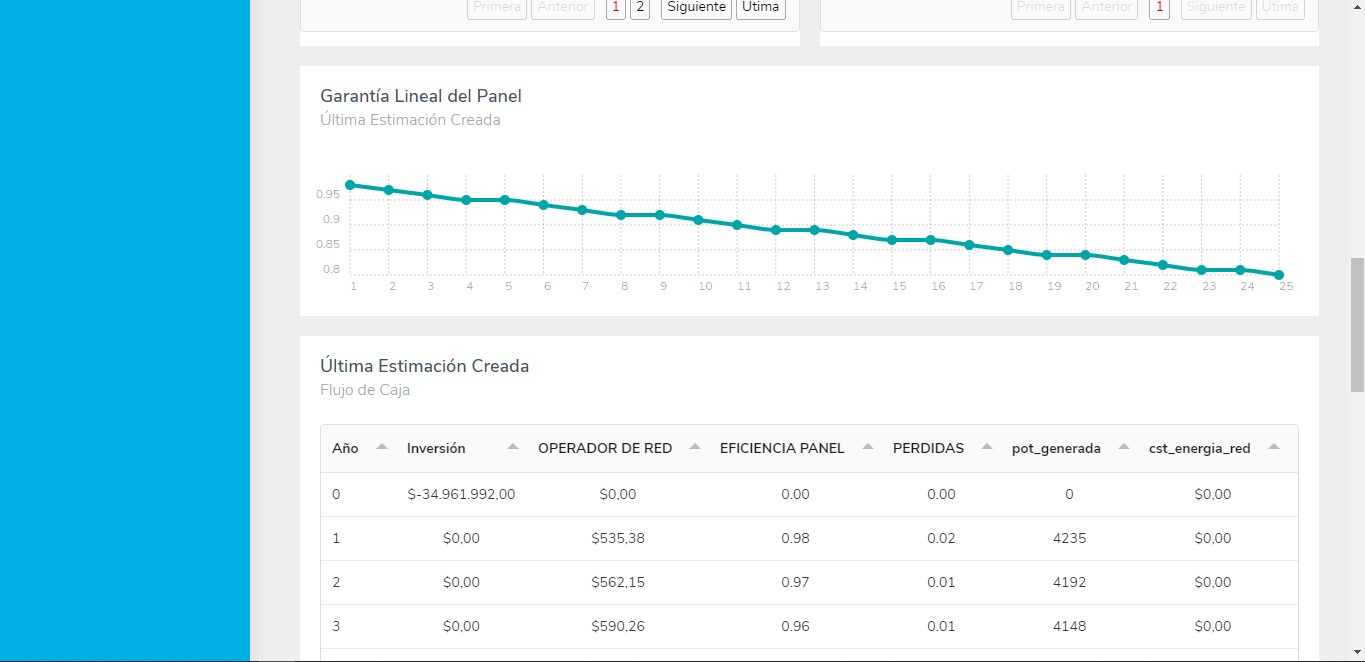 Primera Anterior 1 2 Siguiente Útima Primera Anterior 1 Siguiente Útima
Garantía Lineal del Panel
Última Estimación Creada
0.95
0.9
0.85
0.8
1 2 3 4 5 6 7 8 9 10 11 12 13 14 15 16 17 18 19 20 21 22 23 24 25
Última Estimación Creada
Flujo de Caja
Año Inversión OPERADOR DE RED EFICIENCIA PANEL PERDIDAS pot_generada cst_energia_red
0 $-34.961.992,00 $0,00 0.00 0.00 0 $0,00
1 $0,00 $535,38 0.98 0.02 4235 $0,00
2 $0,00 $562,15 0.97 0.01 4192 $0,00
3 $0,00 $590,26 0.96 0.01 4148 $0,00